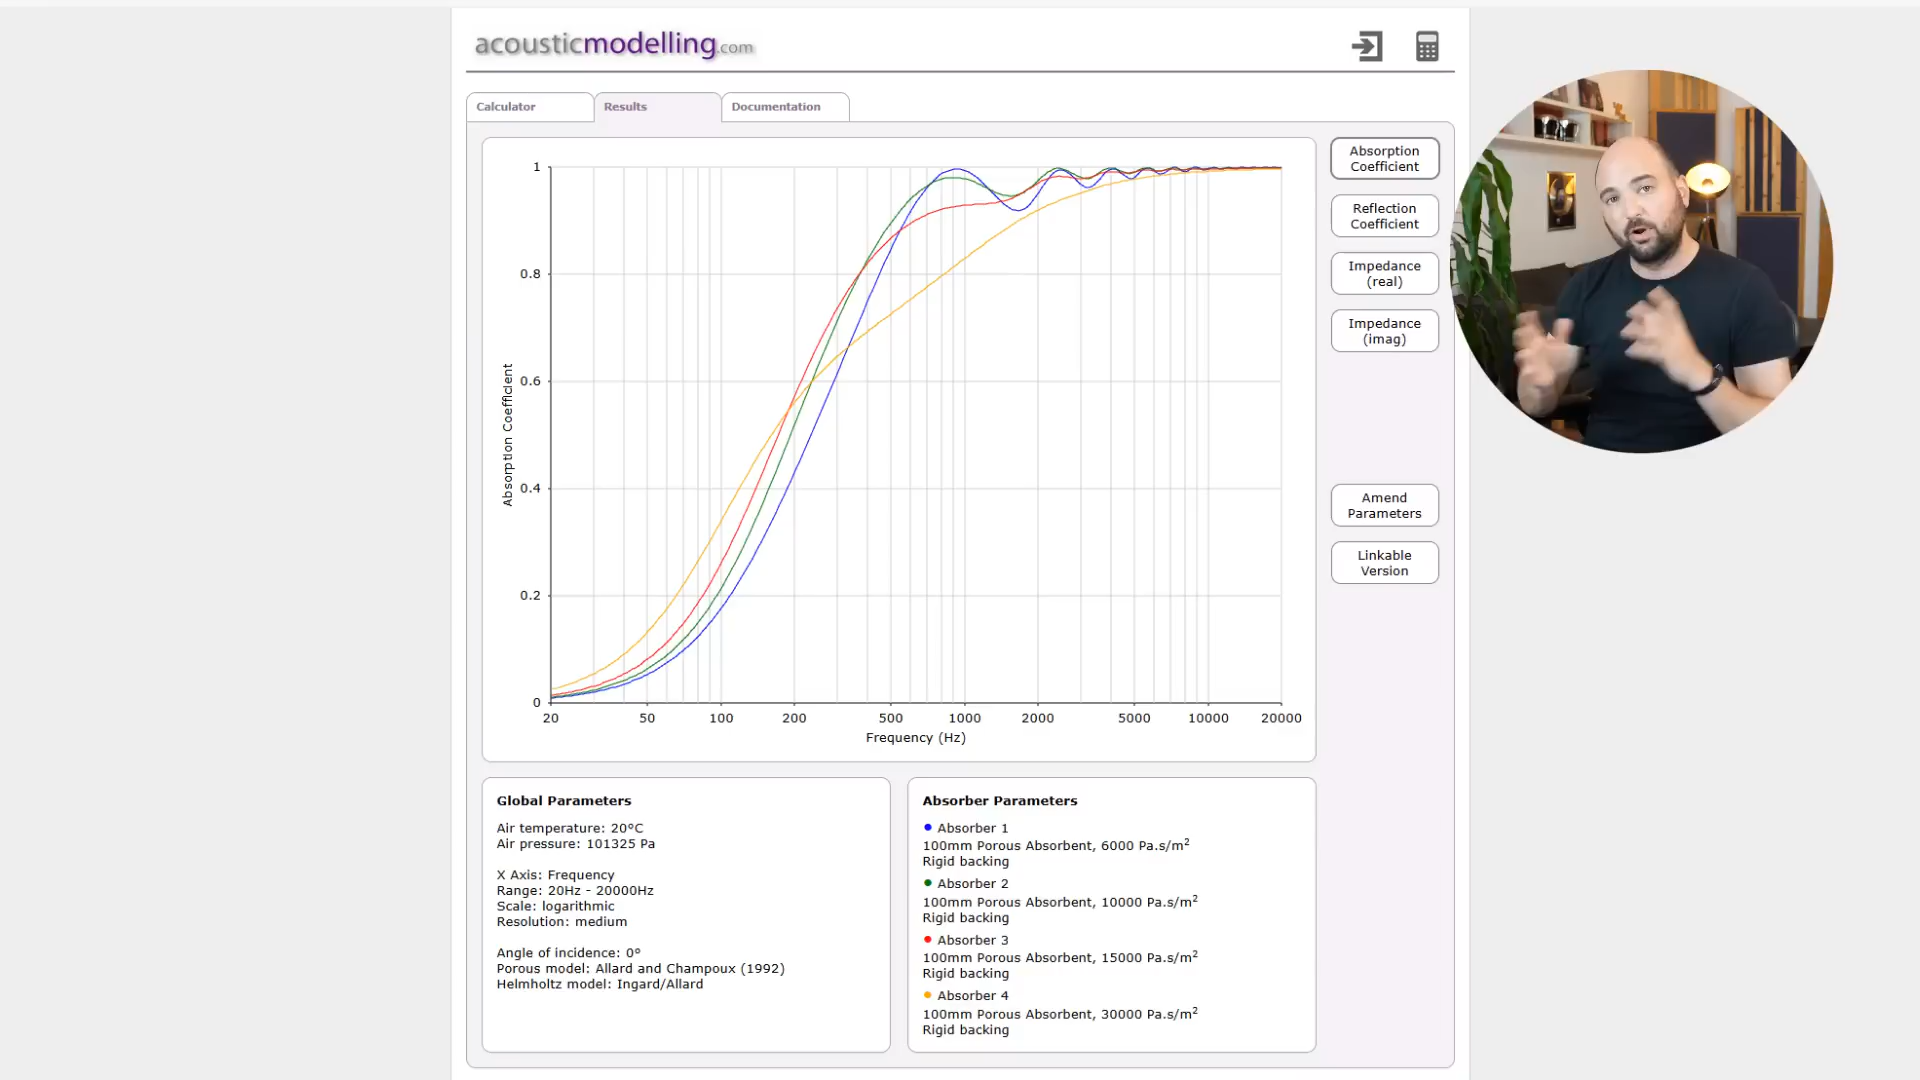 acousticmodelling.com
Calculator
Results
Documentation
Absorption
Coefficient
Reflection
Coefficient
Impedance
(real)
Impedance
(imag)
Amend
Parameters
Linkable
Version
Absorption Coefficient
1
0.8
0.6
0.4
0.2
0
20 50 100 200 500 1000 2000 5000 10000 20000
Frequency (Hz)
Global Parameters
Air temperature: 20°C
Air pressure: 101325 Pa
X Axis: Frequency
Range: 20Hz - 20000Hz
Scale: logarithmic
Resolution: medium
Angle of incidence: 0°
Porous model: Allard and Champoux (1992)
Helmholtz model: Ingard/Allard
Absorber Parameters
Absorber 1
100mm Porous Absorbent, 6000 Pa.s/m²
Rigid backing
Absorber 2
100mm Porous Absorbent, 10000 Pa.s/m²
Rigid backing
Absorber 3
100mm Porous Absorbent, 15000 Pa.s/m²
Rigid backing
Absorber 4
100mm Porous Absorbent, 30000 Pa.s/m²
Rigid backing